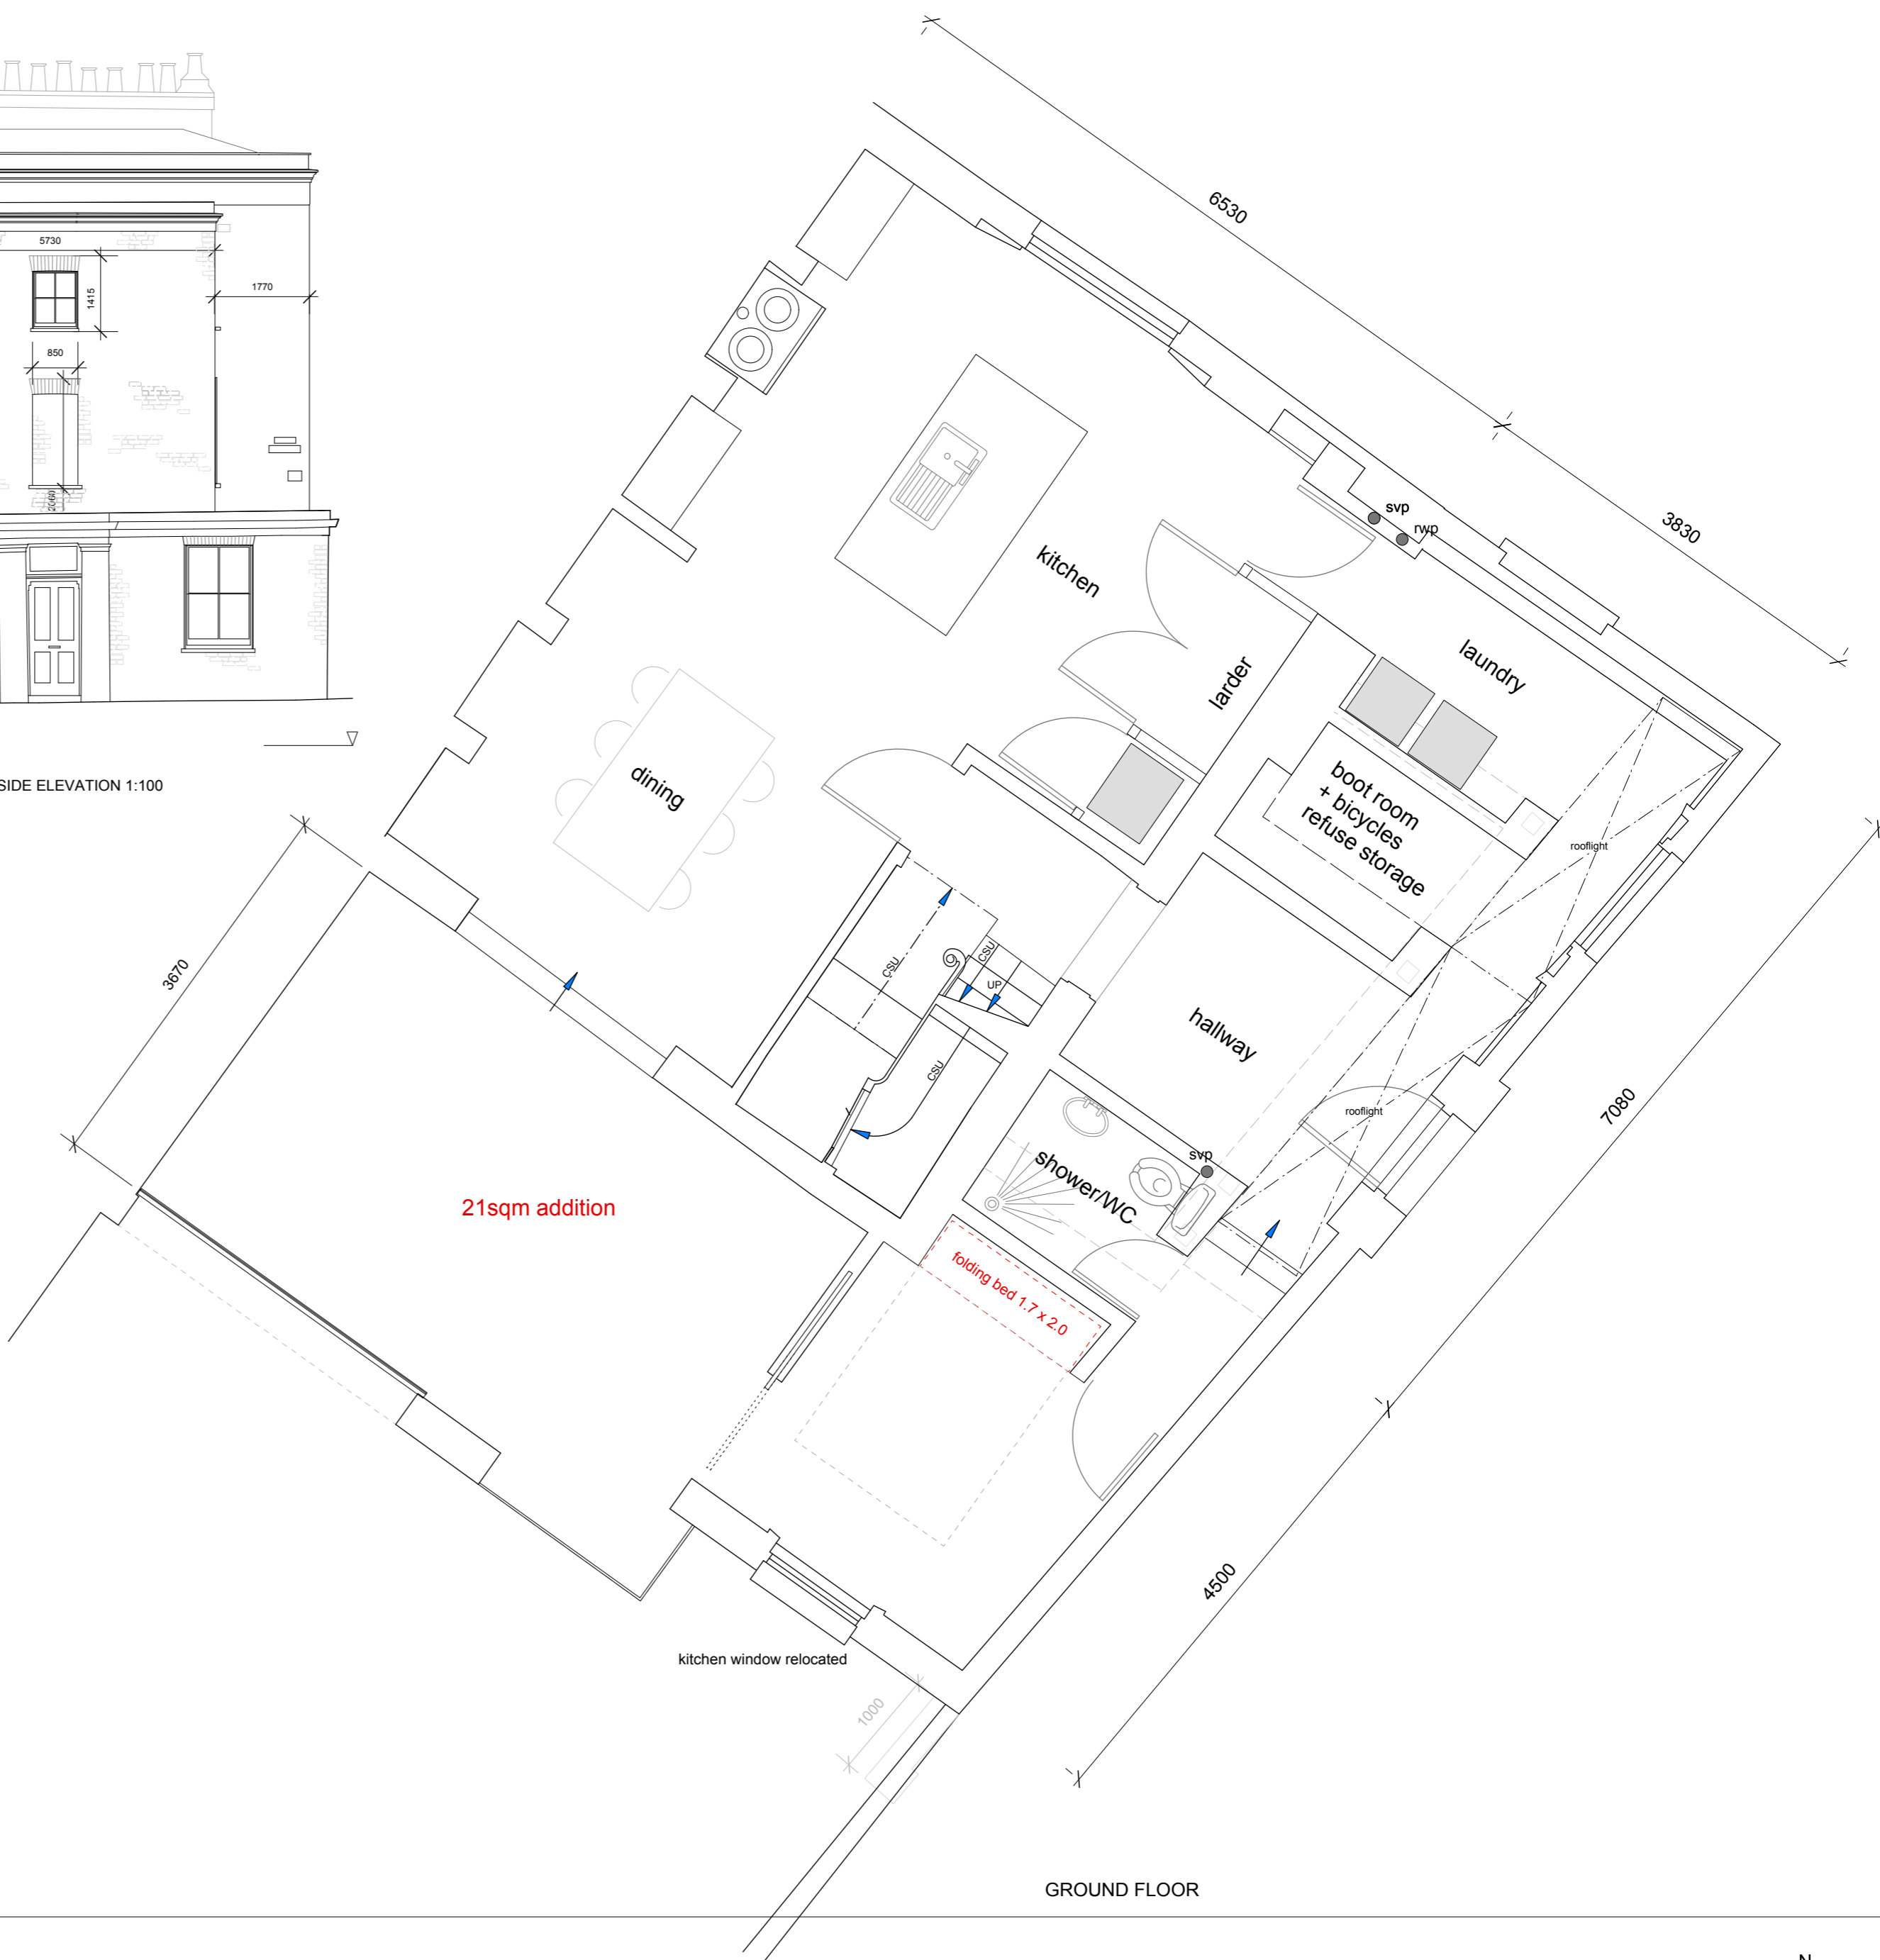 5730
1415
1770
850
2060
SIDE ELEVATION 1:100
6530
3830
svp
rwp
kitchen
larder
laundry
dining
boot room
+ bicycles
refuse storage
rooflight
3670
CSU
CSU
UP
CSU
hallway
rooflight
7080
svp
shower/WC
21sqm addition
folding bed 1.7 x 2.0
4500
kitchen window relocated
1000
GROUND FLOOR
N